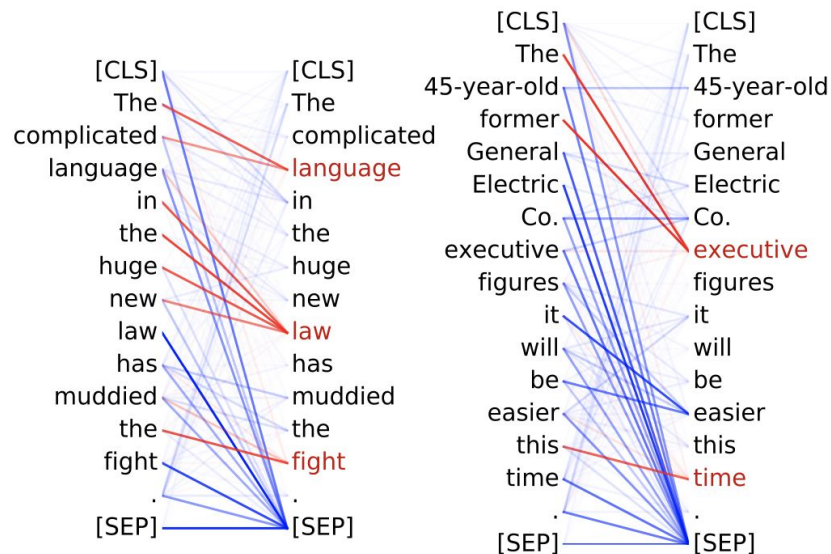 [CLS]
The
complicated
language
in
the
huge
new
law
has
muddied
the
fight
.
[SEP]
[CLS]
The
complicated
language
in
the
huge
new
law
has
muddied
the
fight
.
[SEP]
[CLS]
The
45-year-old
former
General
Electric
Co.
executive
figures
it
will
be
easier
this
time
.
[SEP]
[CLS]
The
45-year-old
former
General
Electric
Co.
executive
figures
it
will
be
easier
this
time
.
[SEP]